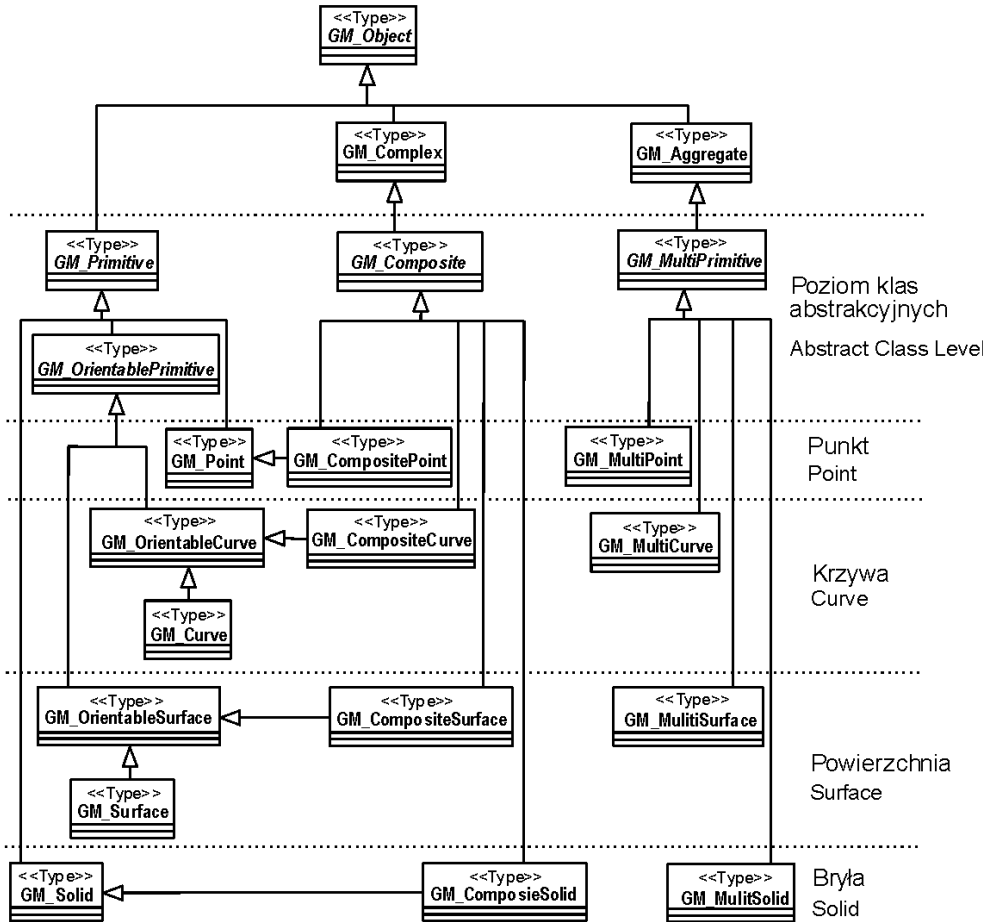 <<Type>>
GM_Object
<<Type>>
GM_Complex
<<Type>>
GM_Aggregate
<<Type>>
GM_Primitive
<<Type>>
GM_Composite
<<Type>>
GM_MultiPrimitive
Poziom klas
abstrakcyjnych
Abstract Class Level
<<Type>>
GM_OrientablePrimitive
<<Type>>
GM_Point
<<Type>>
GM_CompositePoint
<<Type>>
GM_MultiPoint
Punkt
Point
<<Type>>
GM_OrientableCurve
<<Type>>
GM_CompositeCurve
<<Type>>
GM_MultiCurve
Krzywa
Curve
<<Type>>
GM_Curve
<<Type>>
GM_OrientableSurface
<<Type>>
GM_CompositeSurface
<<Type>>
GM_MulitiSurface
Powierzchnia
Surface
<<Type>>
GM_Surface
<<Type>>
GM_Solid
<<Type>>
GM_ComposieSolid
<<Type>>
GM_MulitSolid
Bryła
Solid